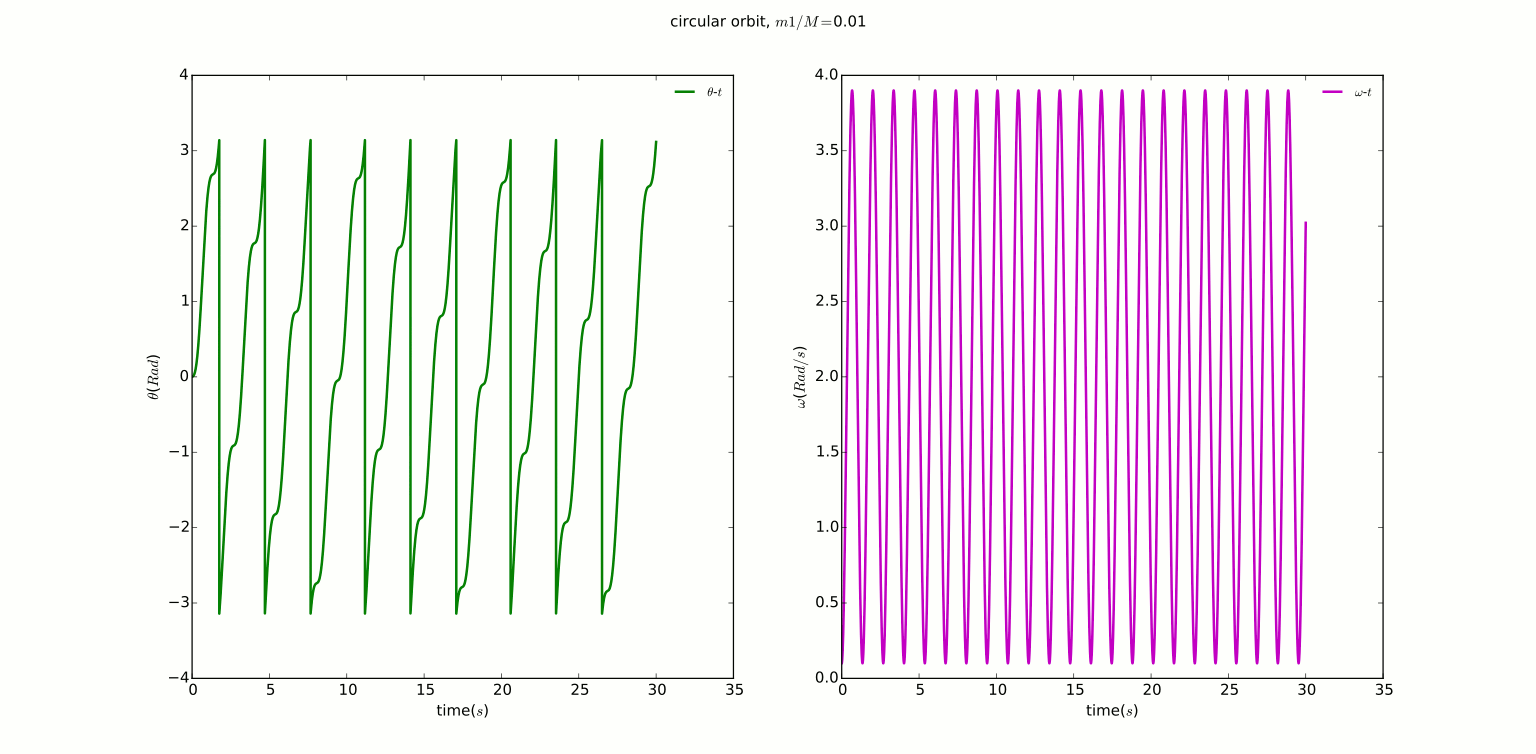 circular orbit, m1/M=0.01
4
3
2
1
0
−1
−2
−3
−4
θ(Rad)
0 5 10 15 20 25 30 35
time(s)
θ-t
4.0
3.5
3.0
2.5
2.0
1.5
1.0
0.5
0.0
ω(Rad/s)
0 5 10 15 20 25 30 35
time(s)
ω-t